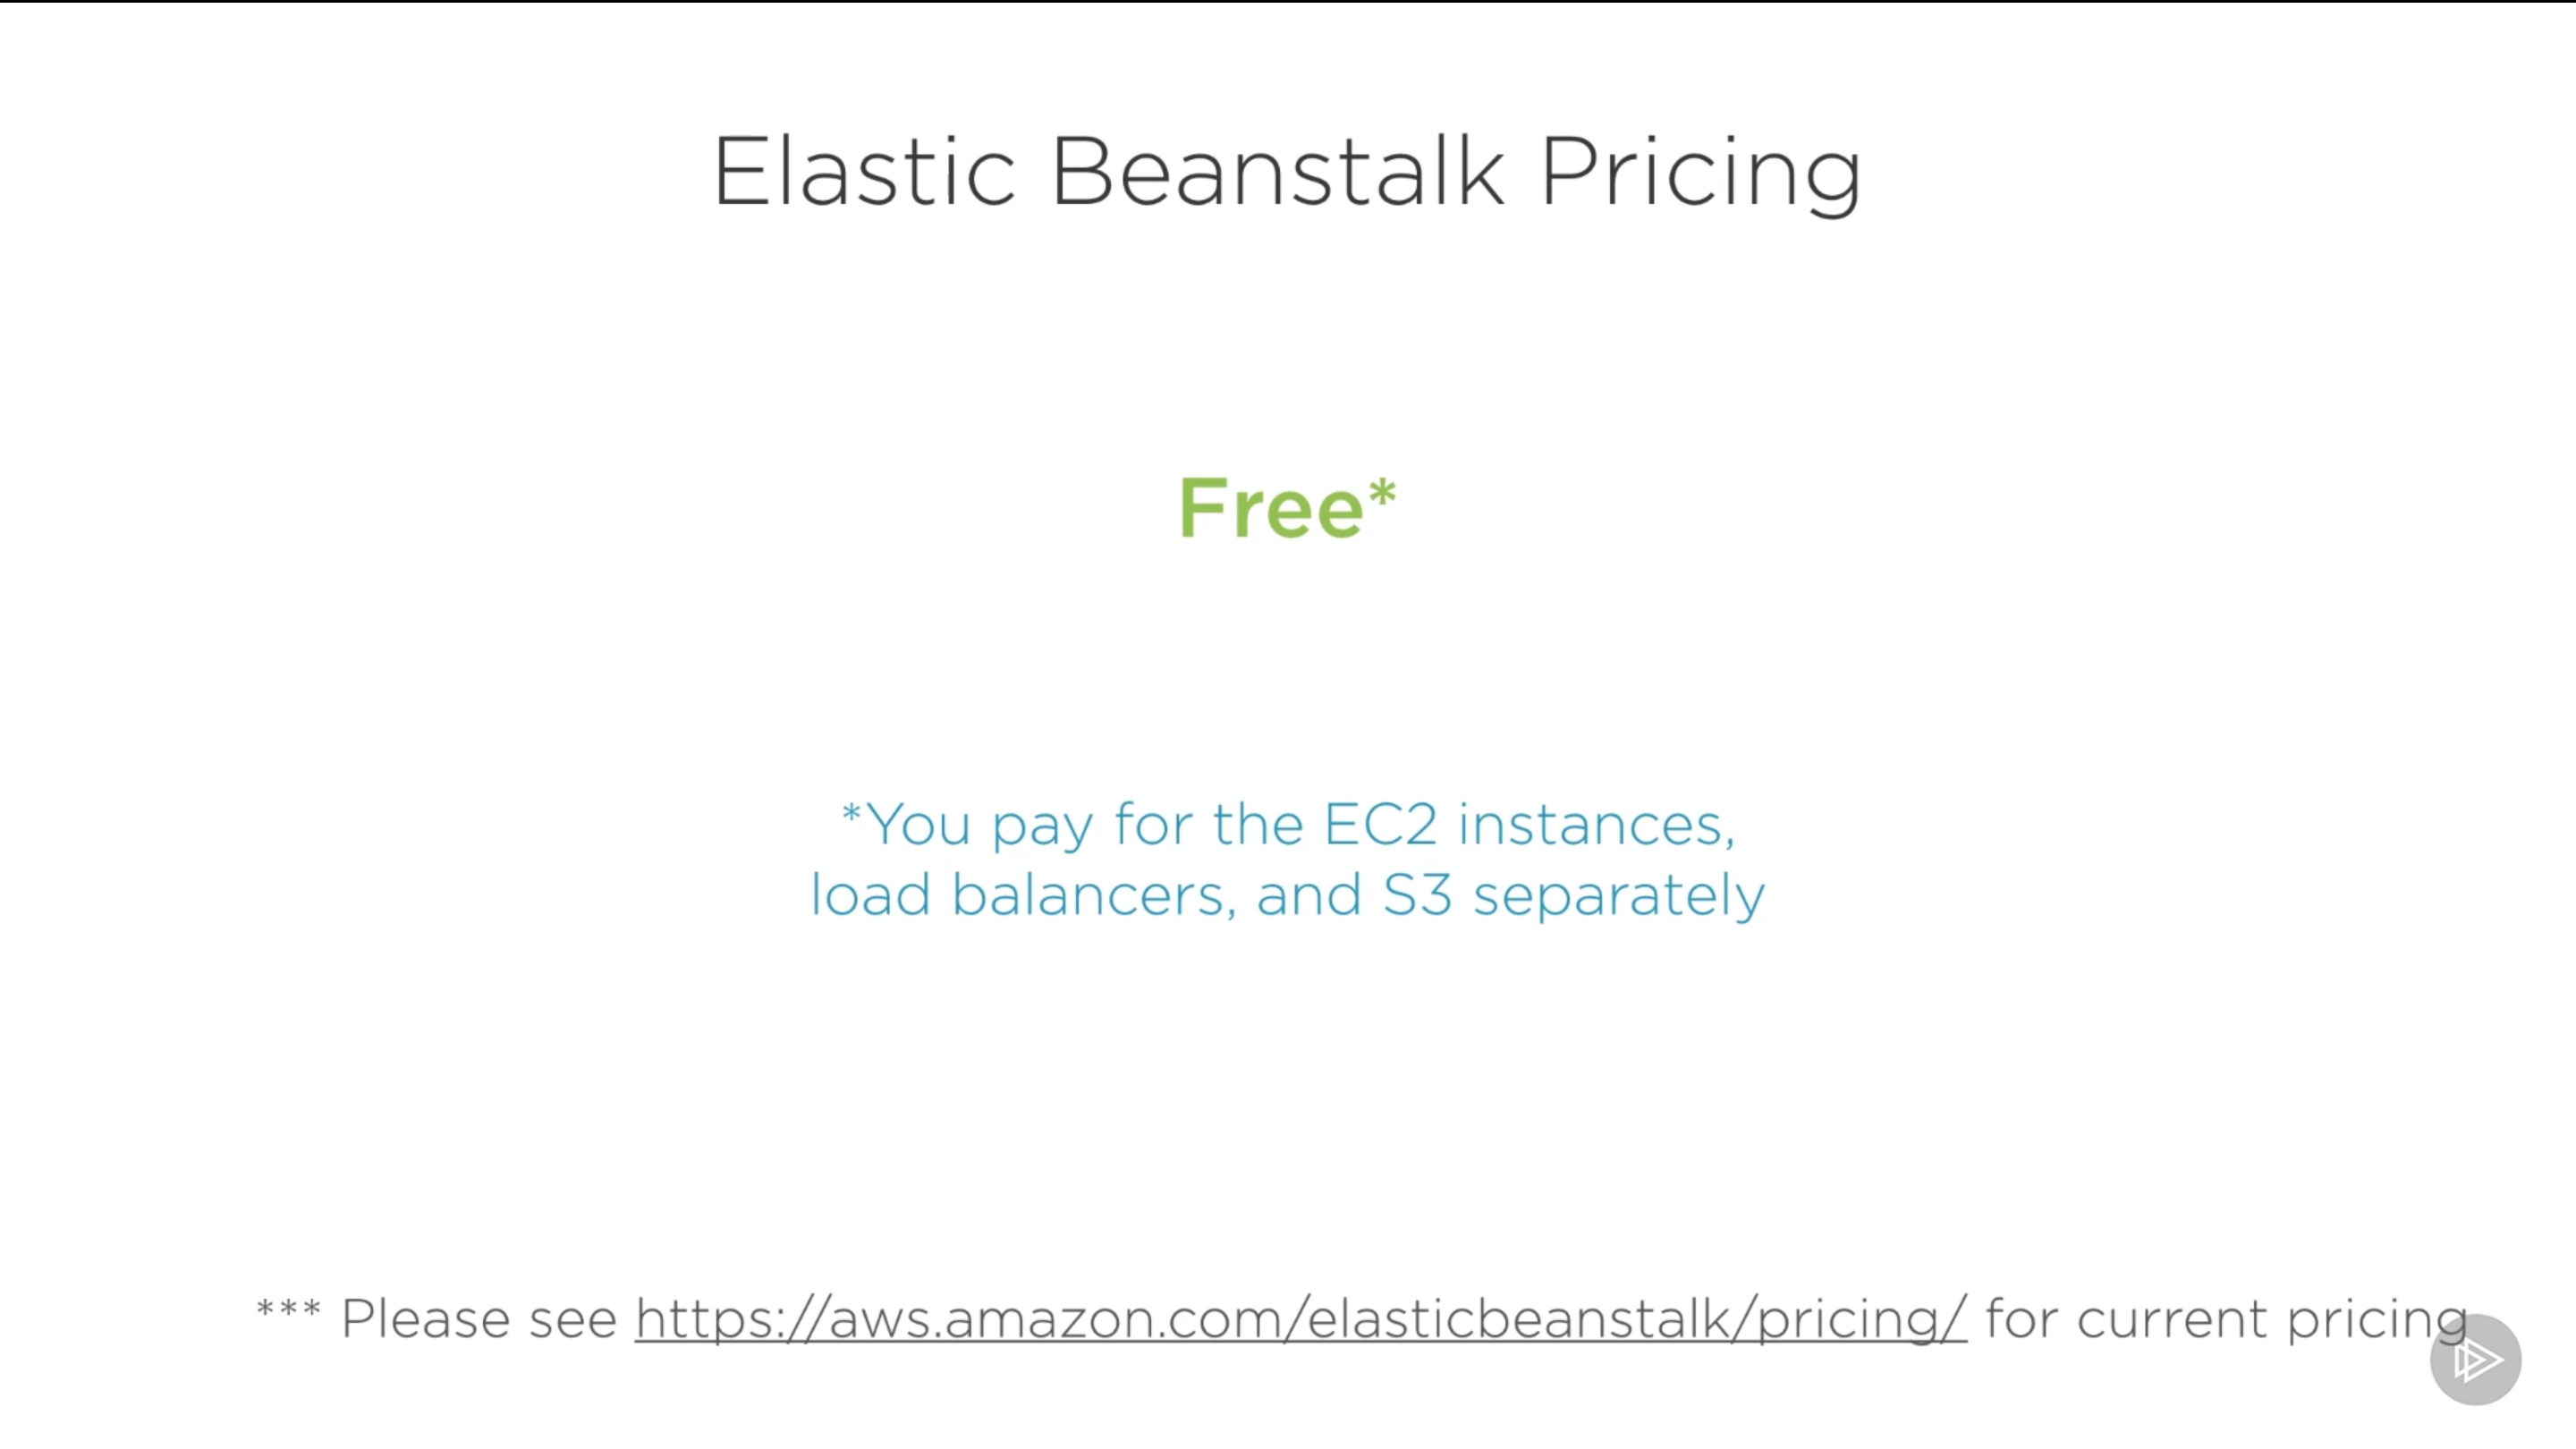 Elastic Beanstalk Pricing
Free*
*You pay for the EC2 instances,
load balancers, and S3 separately
*** Please see https://aws.amazon.com/elasticbeanstalk/pricing/ for current pricing